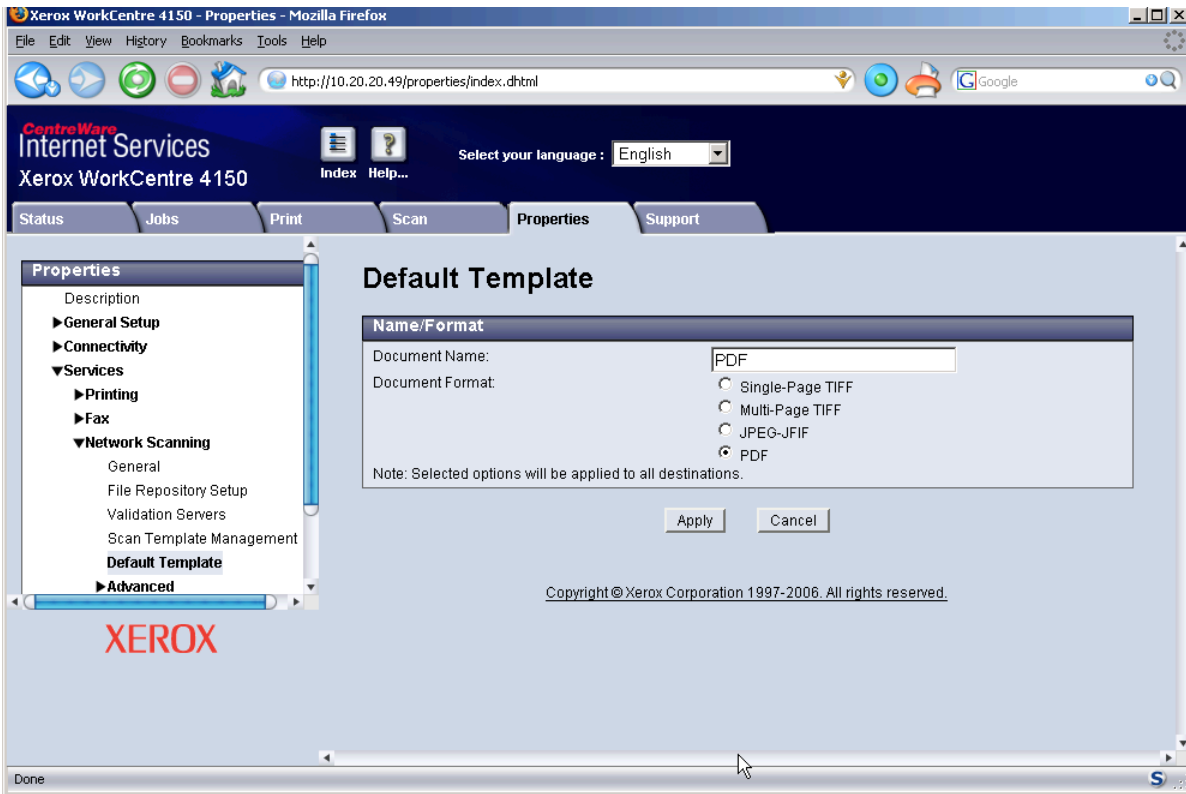 Xerox WorkCentre 4150 - Properties - Mozilla Firefox
File Edit View History Bookmarks Tools Help
http://10.20.20.49/properties/index.dhtml
Google
CentreWare
Internet Services
Xerox WorkCentre 4150
Index Help...
Select your language : English
Status Jobs Print Scan Properties Support
Properties
Description
General Setup
Connectivity
Services
Printing
Fax
Network Scanning
General
File Repository Setup
Validation Servers
Scan Template Management
Default Template
Advanced
XEROX
Default Template
Name/Format
Document Name: PDF
Document Format: Single-Page TIFF
Multi-Page TIFF
JPEG-JFIF
PDF
Note: Selected options will be applied to all destinations.
Apply Cancel
Copyright © Xerox Corporation 1997-2006. All rights reserved.
Done